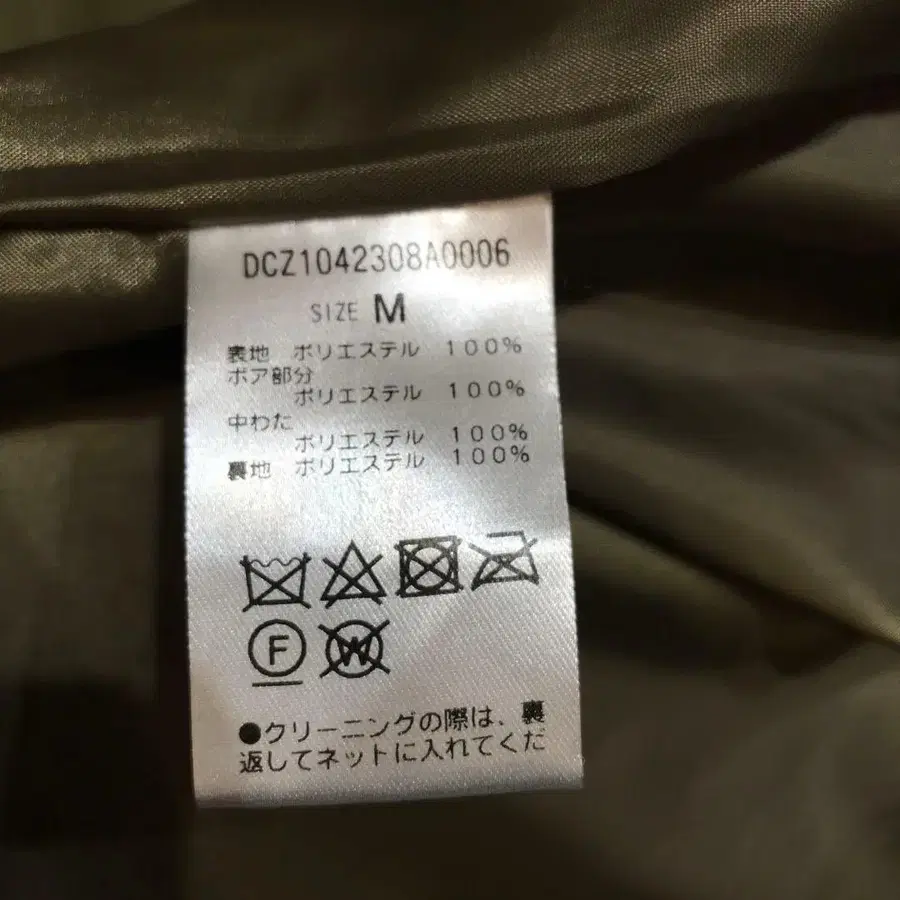 DCZ1042308A0006
SIZE M
表地 ポリエステル 100%
ボア部分
ポリエステル 100%
中わた
ポリエステル 100%
裏地 ポリエステル 100%
F
W
●クリーニングの際は、裏
返してネットに入れてくだ